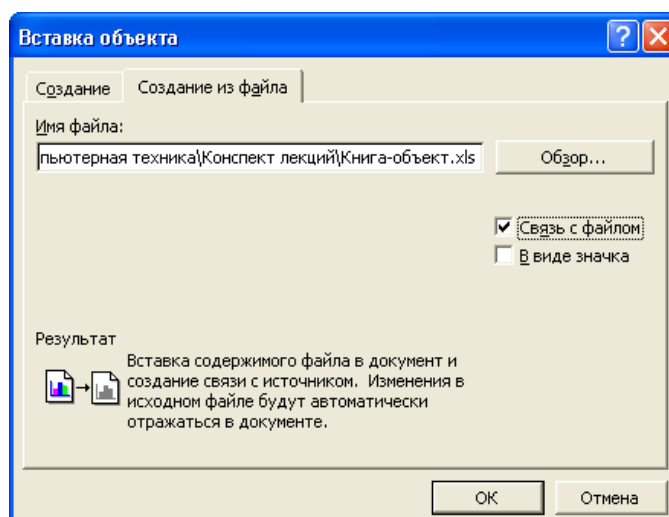 Вставка объекта
Создание
Создание из файла
Имя файла:
пьютерная техника\Конспект лекций\Книга-объект.xls
Обзор...
Связь с файлом
В виде значка
Результат
Вставка содержимого файла в документ и
создание связи с источником. Изменения в
исходном файле будут автоматически
отражаться в документе.
ОК
Отмена